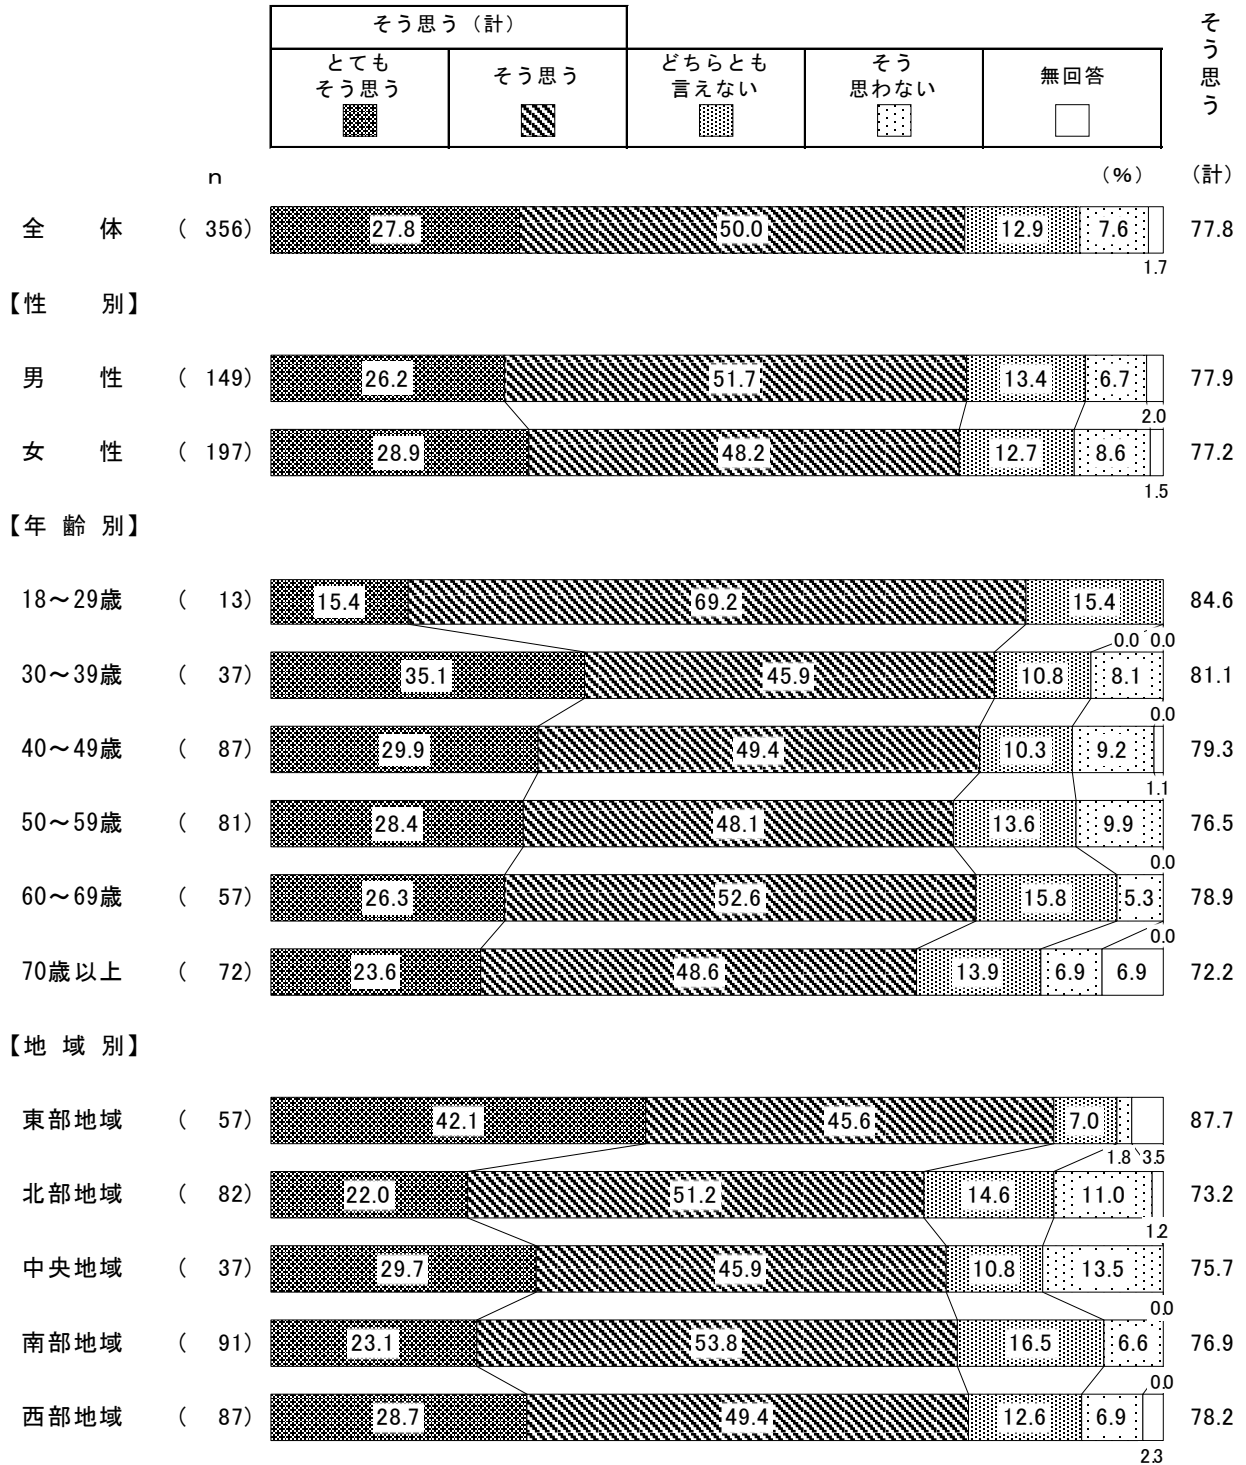 そう思う（計）
とても
そう思う
そう思う
どちらとも
言えない
そう
思わない
無回答
そう思う
n
（％）
（計）
全　体 （ 356） 27.8 50.0 12.9 7.6 77.8
1.7
【性　別】
男　性 （ 149） 26.2 51.7 13.4 6.7 77.9
2.0
女　性 （ 197） 28.9 48.2 12.7 8.6 77.2
1.5
【年 齢 別】
18～29歳 （ 13） 15.4 69.2 15.4 84.6
0.0 0.0
30～39歳 （ 37） 35.1 45.9 10.8 8.1 81.1
0.0
40～49歳 （ 87） 29.9 49.4 10.3 9.2 79.3
1.1
50～59歳 （ 81） 28.4 48.1 13.6 9.9 76.5
0.0
60～69歳 （ 57） 26.3 52.6 15.8 5.3 78.9
0.0
70歳以上 （ 72） 23.6 48.6 13.9 6.9 6.9 72.2
【地 域 別】
東部地域 （ 57） 42.1 45.6 7.0 87.7
1.8 3.5
北部地域 （ 82） 22.0 51.2 14.6 11.0 73.2
1.2
中央地域 （ 37） 29.7 45.9 10.8 13.5 75.7
0.0
南部地域 （ 91） 23.1 53.8 16.5 6.6 76.9
0.0
西部地域 （ 87） 28.7 49.4 12.6 6.9 78.2
2.3